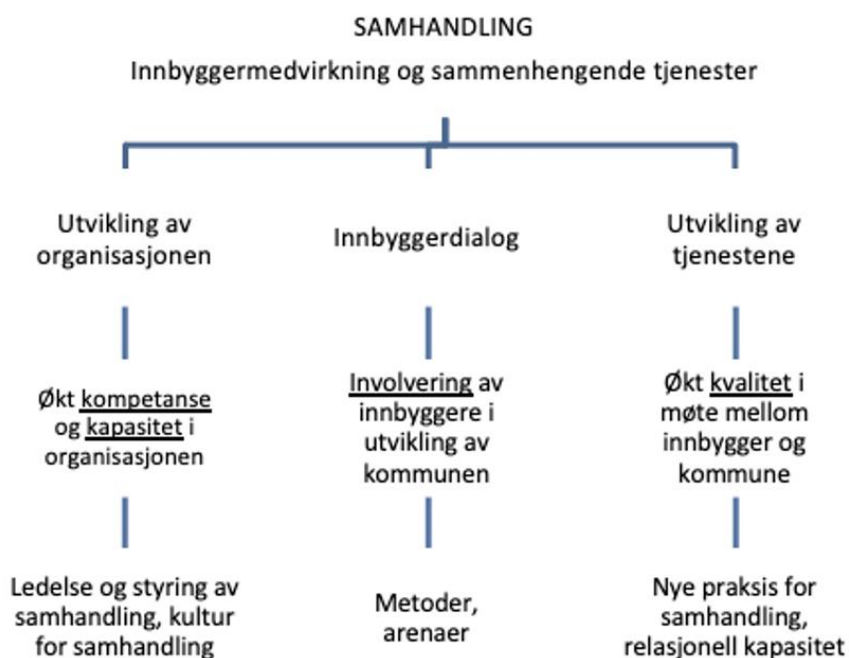 SAMHANDLING
Innbyggermedvirkning og sammenhengende tjenester
Utvikling av
organisasjonen
Innbyggerdialog
Utvikling av
tjenestene
Økt kompetanse
og kapasitet i
organisasjonen
Involvering av
innbyggere i
utvikling av
kommunen
Økt kvalitet i
møte mellom
innbygger og
kommune
Ledelse og styring av
samhandling, kultur
for samhandling
Metoder,
arenaer
Nye praksis for
samhandling,
relasjonell kapasitet